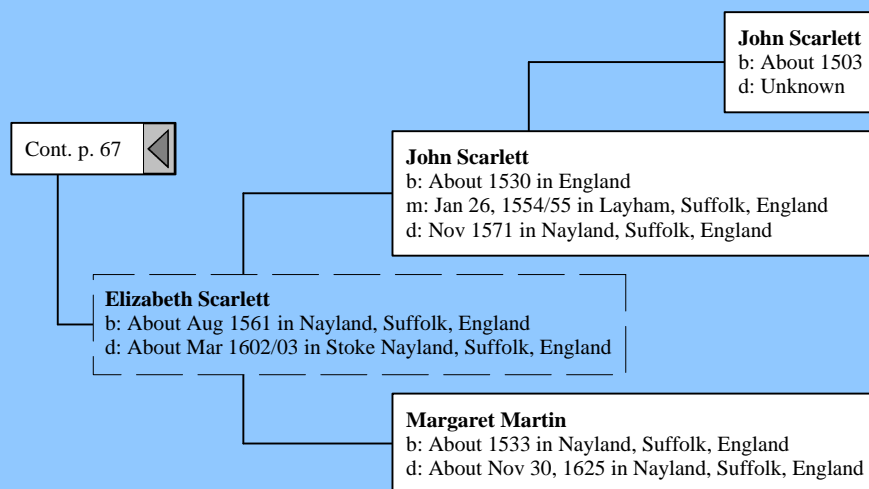 John Scarlett
b: About 1503
d: Unknown
Cont. p. 67
John Scarlett
b: About 1530 in England
m: Jan 26, 1554/55 in Layham, Suffolk, England
d: Nov 1571 in Nayland, Suffolk, England
Elizabeth Scarlett
b: About Aug 1561 in Nayland, Suffolk, England
d: About Mar 1602/03 in Stoke Nayland, Suffolk, England
Margaret Martin
b: About 1533 in Nayland, Suffolk, England
d: About Nov 30, 1625 in Nayland, Suffolk, England